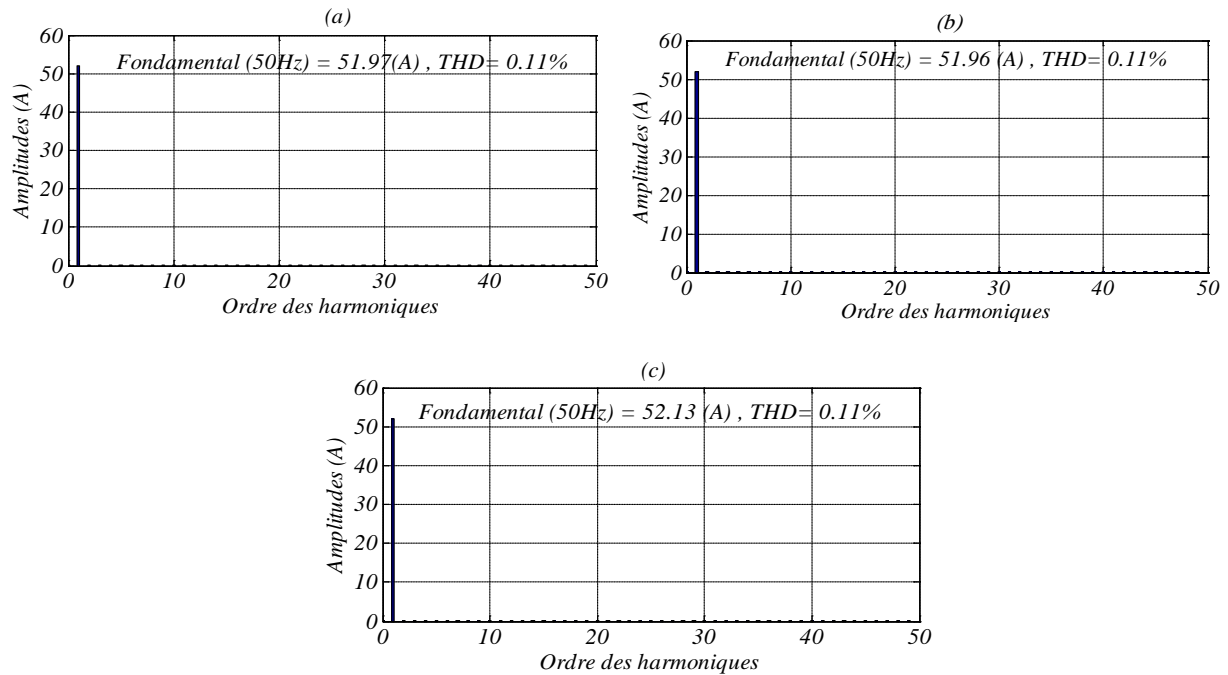 (a)
Fondamental (50Hz) = 51.97(A) , THD= 0.11%
60
50
40
30
20
10
0
Amplitudes (A)
0 10 20 30 40 50
Ordre des harmoniques
(b)
Fondamental (50Hz) = 51.96 (A) , THD= 0.11%
60
50
40
30
20
10
0
Amplitudes (A)
0 10 20 30 40 50
Ordre des harmoniques
(c)
Fondamental (50Hz) = 52.13 (A) , THD= 0.11%
60
50
40
30
20
10
0
Amplitudes (A)
0 10 20 30 40 50
Ordre des harmoniques